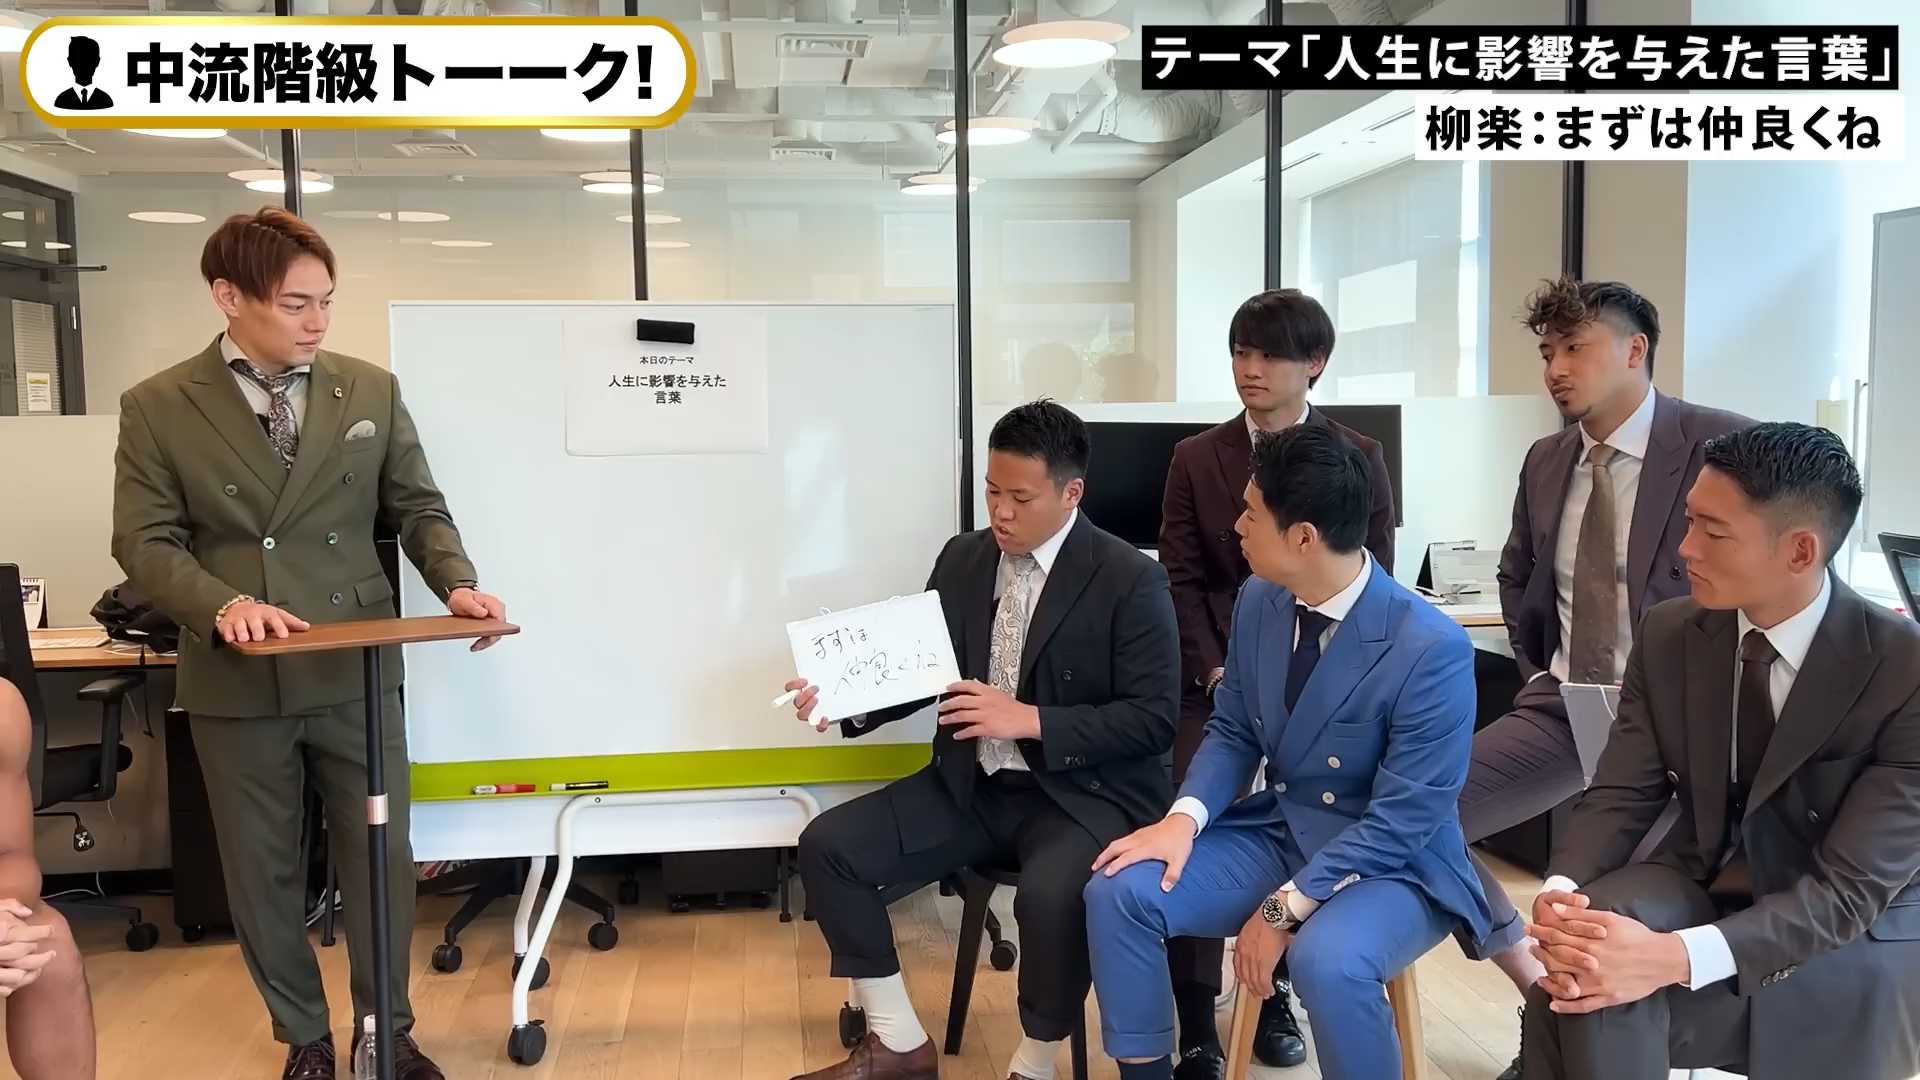 中流階級トーーク!
テーマ「人生に影響を与えた言葉」
柳楽：まずは仲良くね
本日のテーマ
人生に影響を与えた
言葉
まずは
仲良くね